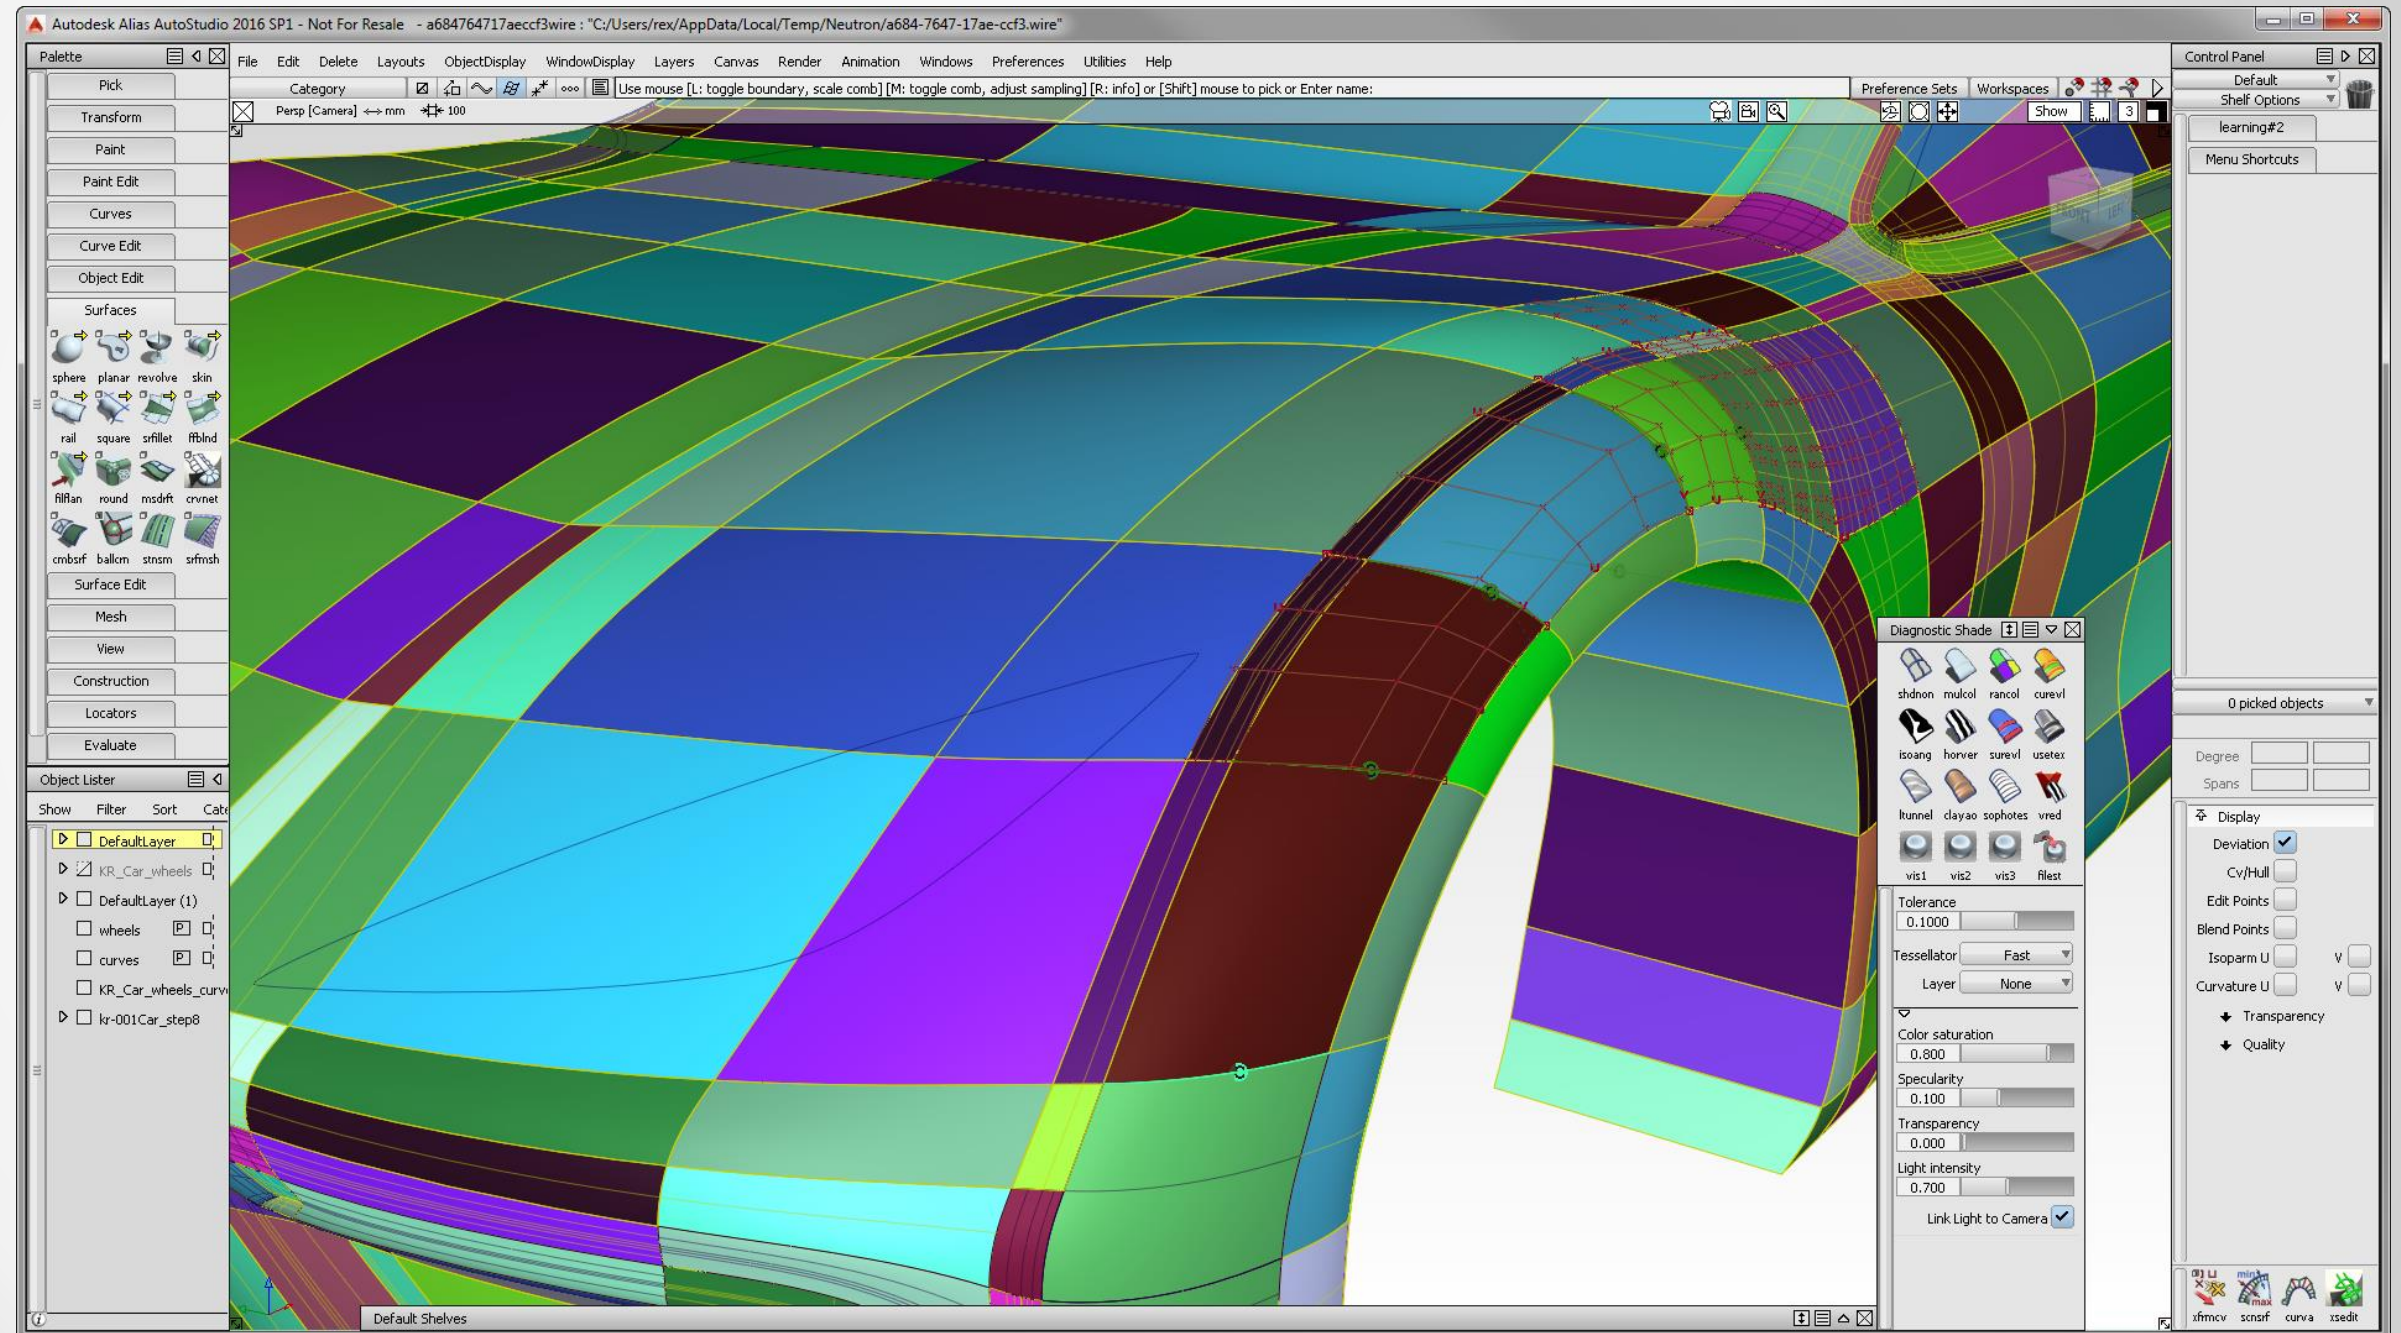 Autodesk Alias AutoStudio 2016 SP1 - Not For Resale - a684764717aeccf3wire : "C:/Users/rex/AppData/Local/Temp/Neutron/a684-7647-17ae-ccf3.wire"
Palette
Pick
Transform
Paint
Paint Edit
Curves
Curve Edit
Object Edit
Surfaces
sphere planar revolve skin
rail square srfillet ffblnd
filflan round msdrft crvnet
cmbsrf ballcrn stnsrn srfmsh
Surface Edit
Mesh
View
Construction
Locators
Evaluate
Object Lister
Show Filter Sort Cate
DefaultLayer
KR_Car_wheels
DefaultLayer (1)
wheels P
curves P
KR_Car_wheels_curv
kr-001Car_step8
File Edit Delete Layouts ObjectDisplay WindowDisplay Layers Canvas Render Animation Windows Preferences Utilities Help
Category
Use mouse [L: toggle boundary, scale comb] [M: toggle comb, adjust sampling] [R: info] or [Shift] mouse to pick or Enter name:
Preference Sets Workspaces
Persp [Camera] mm 100
Show 3
FRONT LEFT
Default Shelves
Diagnostic Shade
shdnon mulcol rancol curevl
isoang horver surevl usetex
ltunnel clayao sophotes vred
vis1 vis2 vis3 filest
Tolerance
0.1000
Tessellator Fast
Layer None
Color saturation
0.800
Specularity
0.100
Transparency
0.000
Light intensity
0.700
Link Light to Camera
Control Panel
Default
Shelf Options
learning#2
Menu Shortcuts
0 picked objects
Degree
Spans
Display
Deviation
Cv/Hull
Edit Points
Blend Points
Isoparm U V
Curvature U V
Transparency
Quality
xfrmcv scnsrf curva xsedit